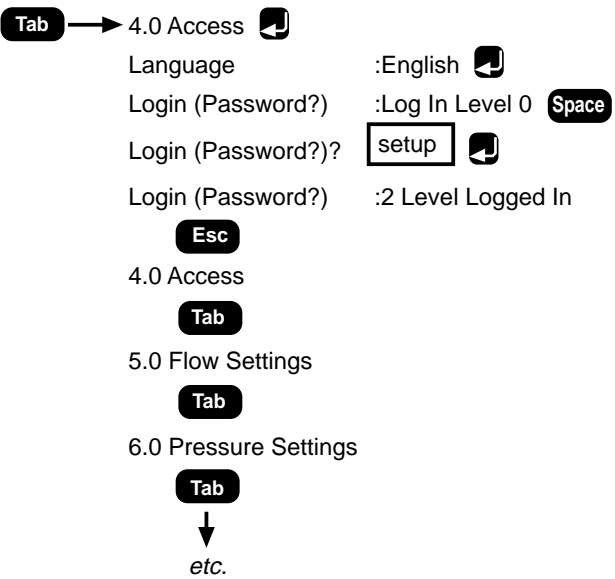 Tab 4.0 Access
Language :English
Login (Password?) :Log In Level 0 Space
Login (Password?)? setup
Login (Password?) :2 Level Logged In
Esc
4.0 Access
Tab
5.0 Flow Settings
Tab
6.0 Pressure Settings
Tab
etc.